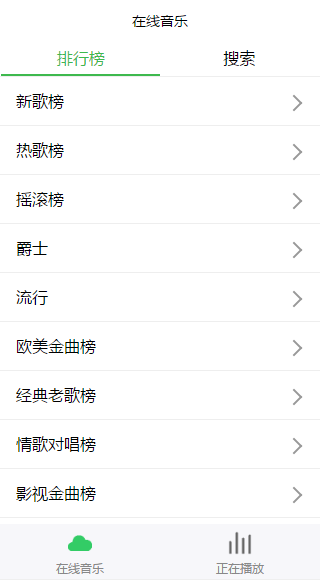 在线音乐
排行榜 搜索
新歌榜
热歌榜
摇滚榜
爵士
流行
欧美金曲榜
经典老歌榜
情歌对唱榜
影视金曲榜
在线音乐 正在播放